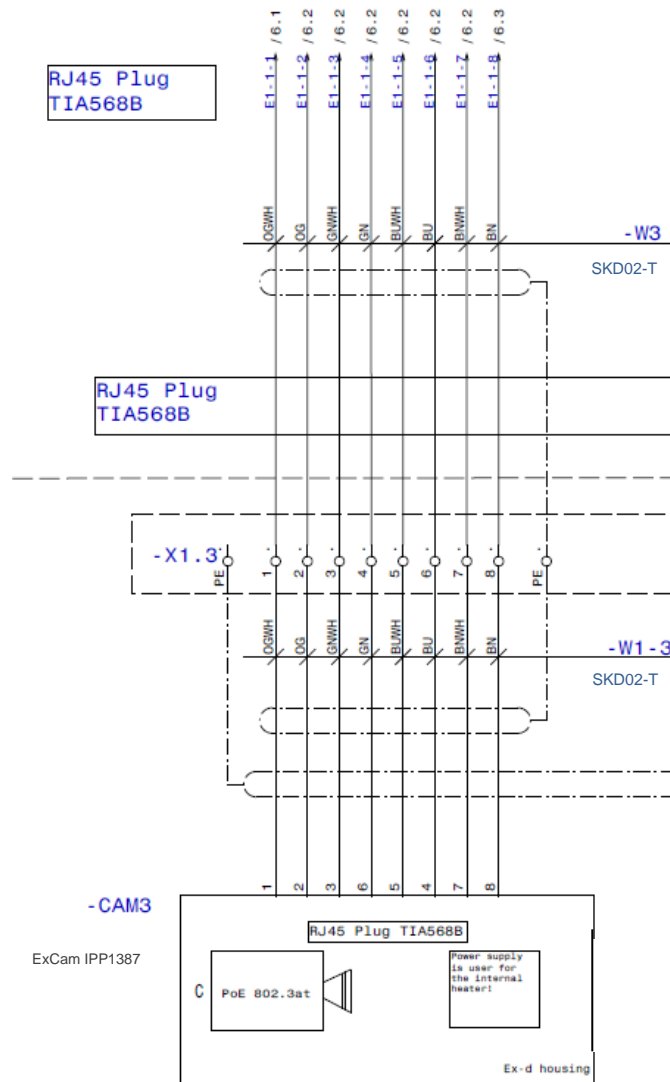 /6.1 /6.2 /6.2 /6.2 /6.2 /6.2 /6.2 /6.3
RJ45 Plug
TIA568B
E1-1-1 E1-1-2 E1-1-3 E1-1-4 E1-1-5 E1-1-6 E1-1-7 E1-1-8
OGWH OG GNWH GN BUWH BU BNWH BN
-W3
SKD02-T
RJ45 Plug
TIA568B
-X1.3
PE 1 2 3 4 5 6 7 8 PE
OGWH OG GNWH GN BUWH BU BNWH BN
-W1-3
SKD02-T
1 2 3 6 5 4 7 8
-CAM3
RJ45 Plug TIA568B
ExCam IPP1387
C
PoE 802.3at
Power supply
is user for
the internal
heater!
Ex-d housing